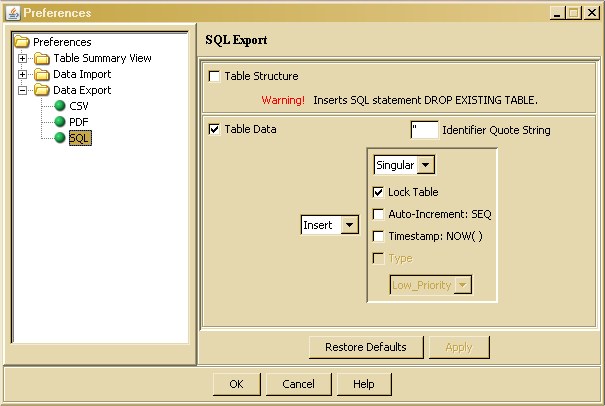 Preferences
Preferences
Table Summary View
Data Import
Data Export
CSV
PDF
SQL
SQL Export
Table Structure
Warning! Inserts SQL statement DROP EXISTING TABLE.
Table Data
" Identifier Quote String
Singular
Lock Table
Auto-Increment: SEQ
Insert
Timestamp: NOW( )
Type
Low_Priority
Restore Defaults Apply
OK Cancel Help